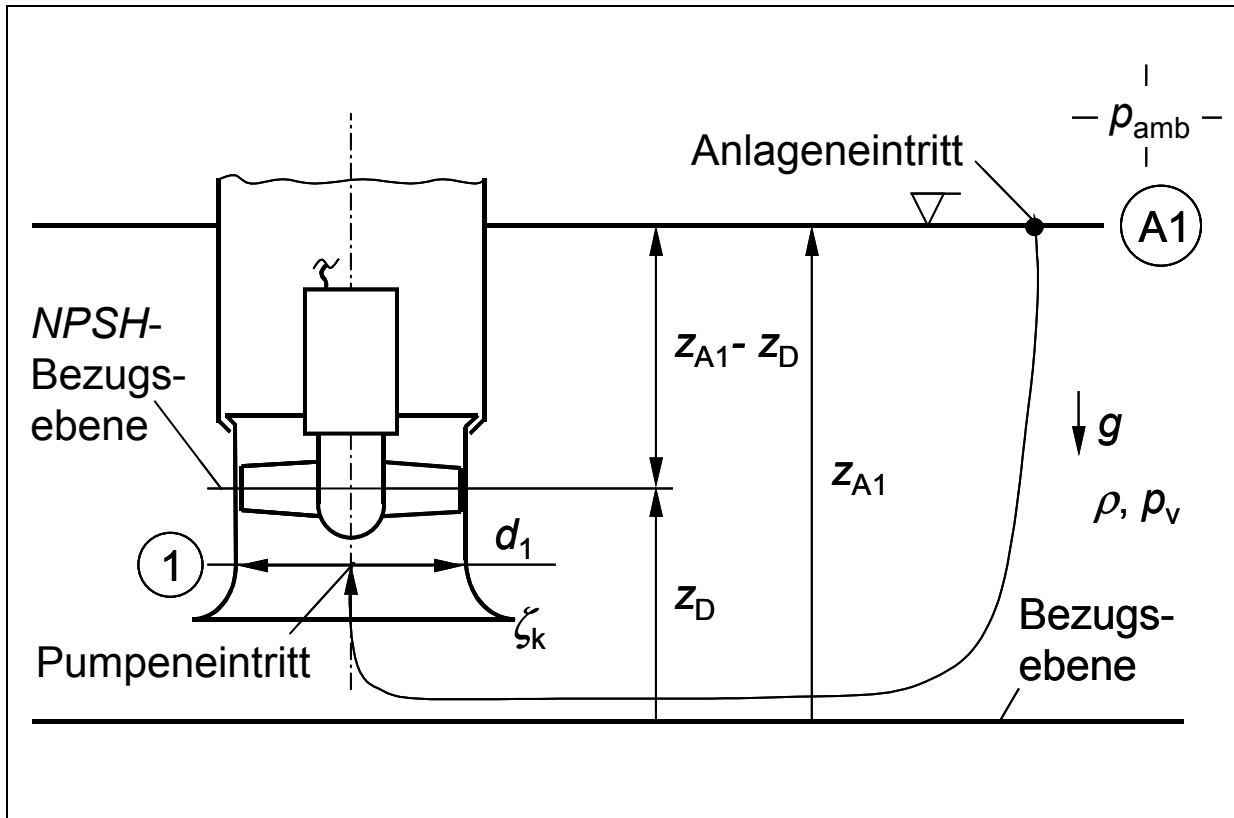 p_amb
Anlageneintritt
A1
NPSH-
Bezugs-
ebene
z_A1 - z_D
z_A1
g
ρ, p_v
1
d_1
z_D
ζ_k
Bezugs-
ebene
Pumpeneintritt